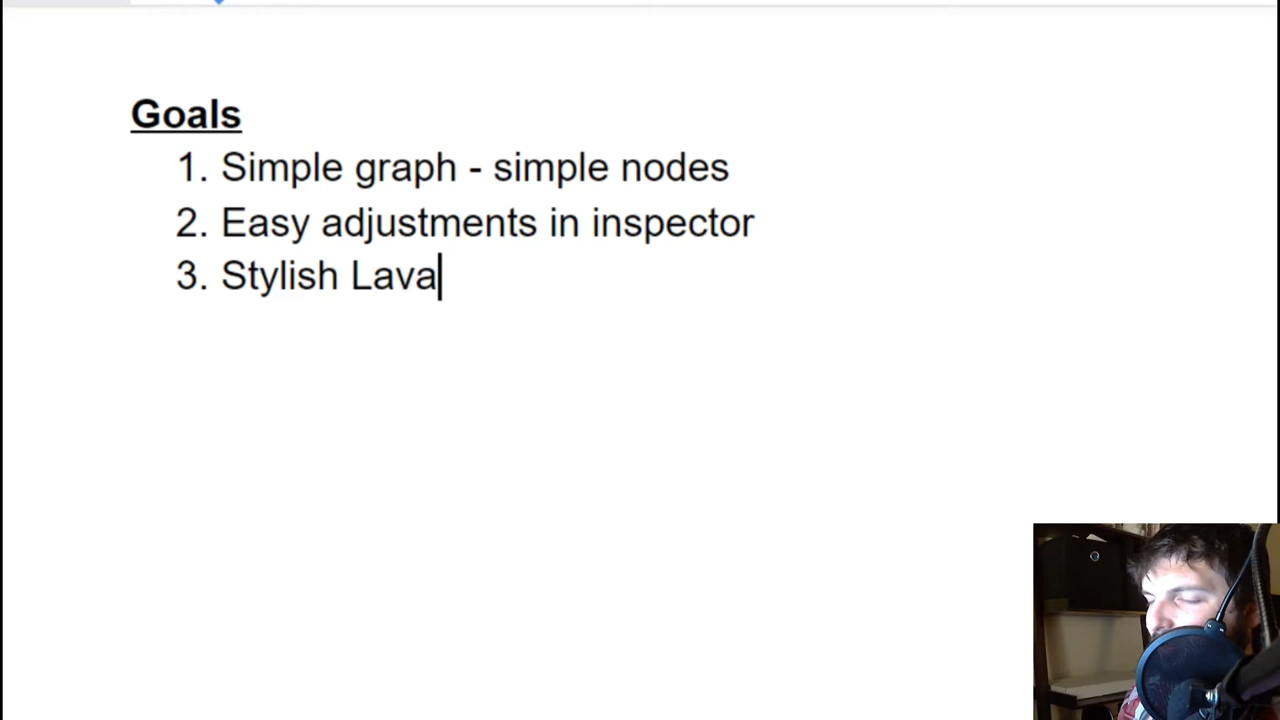 Goals
1. Simple graph - simple nodes
2. Easy adjustments in inspector
3. Stylish Lava